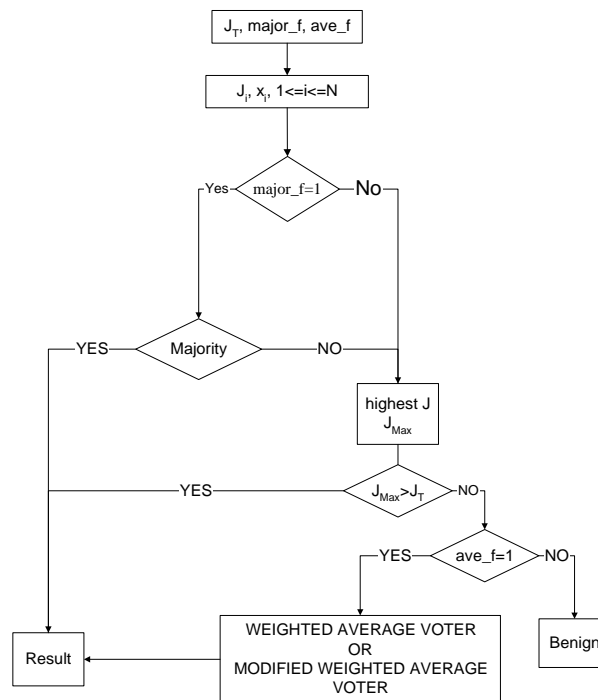 J_T, major_f, ave_f
J_i, x_i, 1<=i<=N
Yes
major_f=1
No
YES
Majority
NO
highest J
J_Max
YES
J_Max>J_T
NO
YES
ave_f=1
NO
WEIGHTED AVERAGE VOTER
OR
MODIFIED WEIGHTED AVERAGE
VOTER
Benign
Result